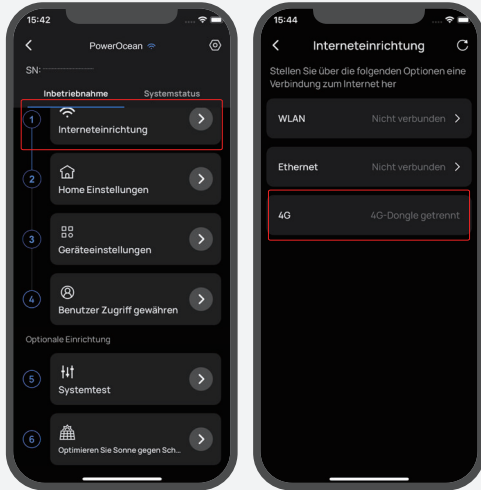 15:42
PowerOcean
SN:
Inbetriebnahme
Systemstatus
1
Interneteinrichtung
2
Home Einstellungen
3
Geräteeinstellungen
4
Benutzer Zugriff gewähren
Optionale Einrichtung
5
Systemtest
6
Optimieren Sie Sonne gegen Sch...
15:44
Interneteinrichtung
Stellen Sie über die folgenden Optionen eine
Verbindung zum Internet her
WLAN Nicht verbunden
Ethernet Nicht verbunden
4G 4G-Dongle getrennt